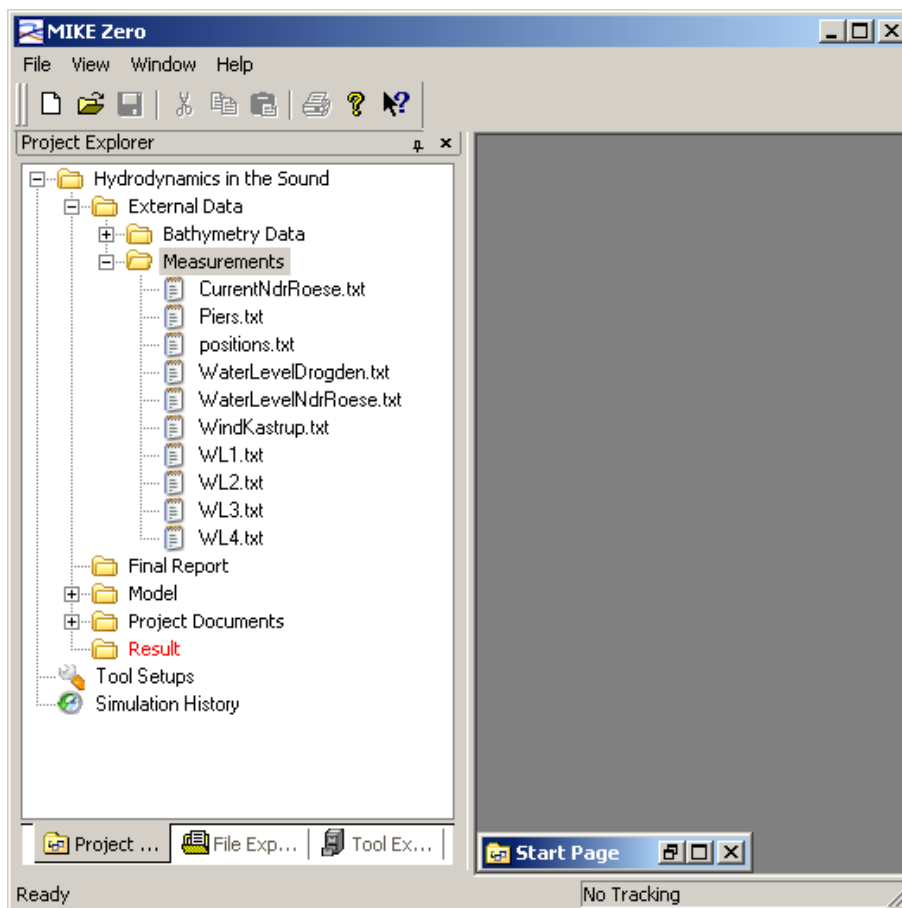 MIKE Zero
File View Window Help
Project Explorer
Hydrodynamics in the Sound
External Data
Bathymetry Data
Measurements
CurrentNdrRoese.txt
Piers.txt
positions.txt
WaterLevelDrogden.txt
WaterLevelNdrRoese.txt
WindKastrup.txt
WL1.txt
WL2.txt
WL3.txt
WL4.txt
Final Report
Model
Project Documents
Result
Tool Setups
Simulation History
Project ... File Exp... Tool Ex...
Start Page
Ready No Tracking